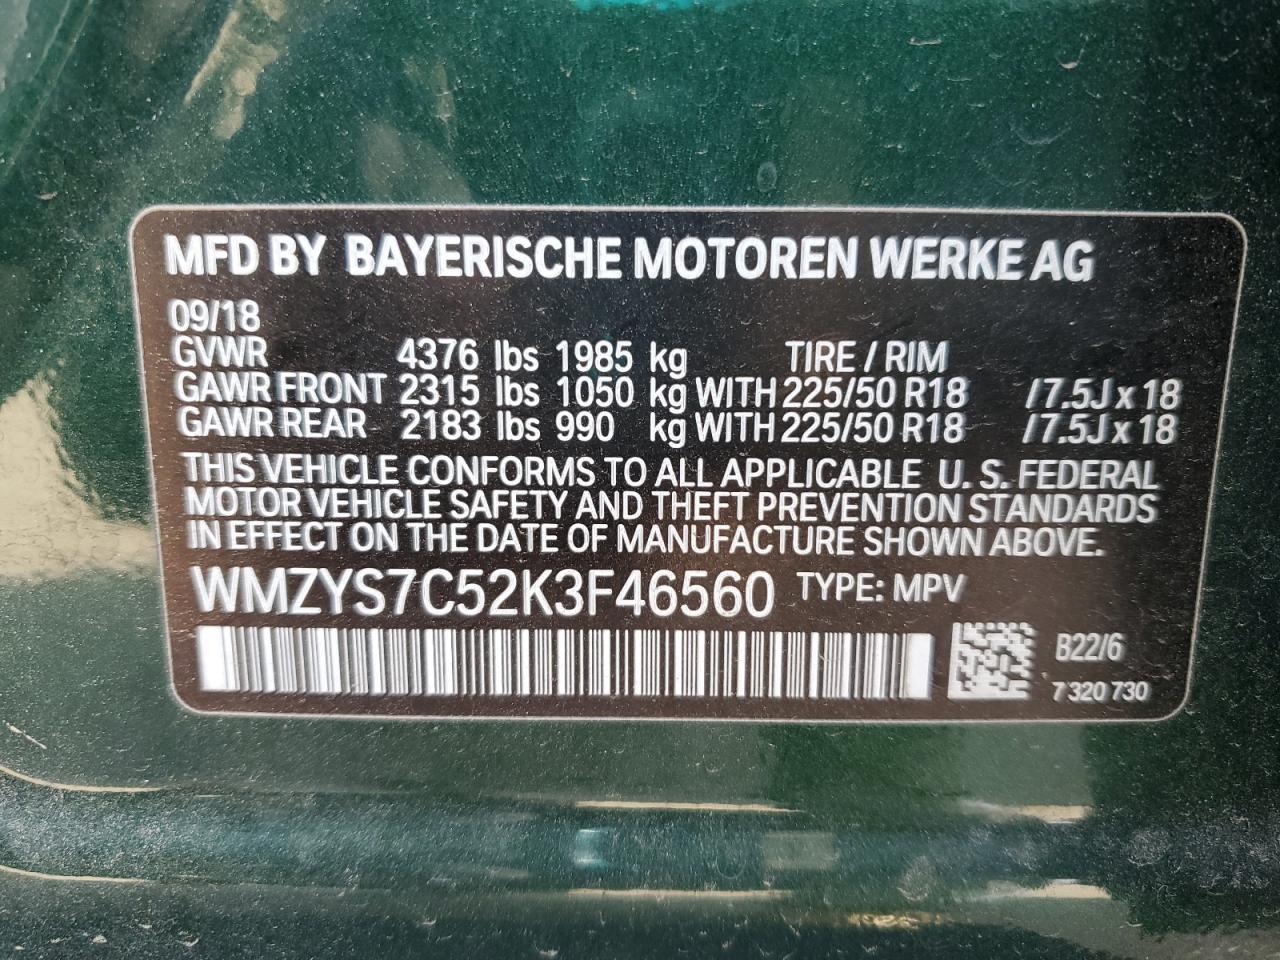 MFD BY BAYERISCHE MOTOREN WERKE AG
09/18
GVWR 4376 lbs 1985 kg TIRE / RIM
GAWR FRONT 2315 lbs 1050 kg WITH 225/50 R18 /7.5J x 18
GAWR REAR 2183 lbs 990 kg WITH 225/50 R18 /7.5J x 18
THIS VEHICLE CONFORMS TO ALL APPLICABLE U. S. FEDERAL
MOTOR VEHICLE SAFETY AND THEFT PREVENTION STANDARDS
IN EFFECT ON THE DATE OF MANUFACTURE SHOWN ABOVE.
WMZYS7C52K3F46560 TYPE: MPV
B22/6
7 320 730